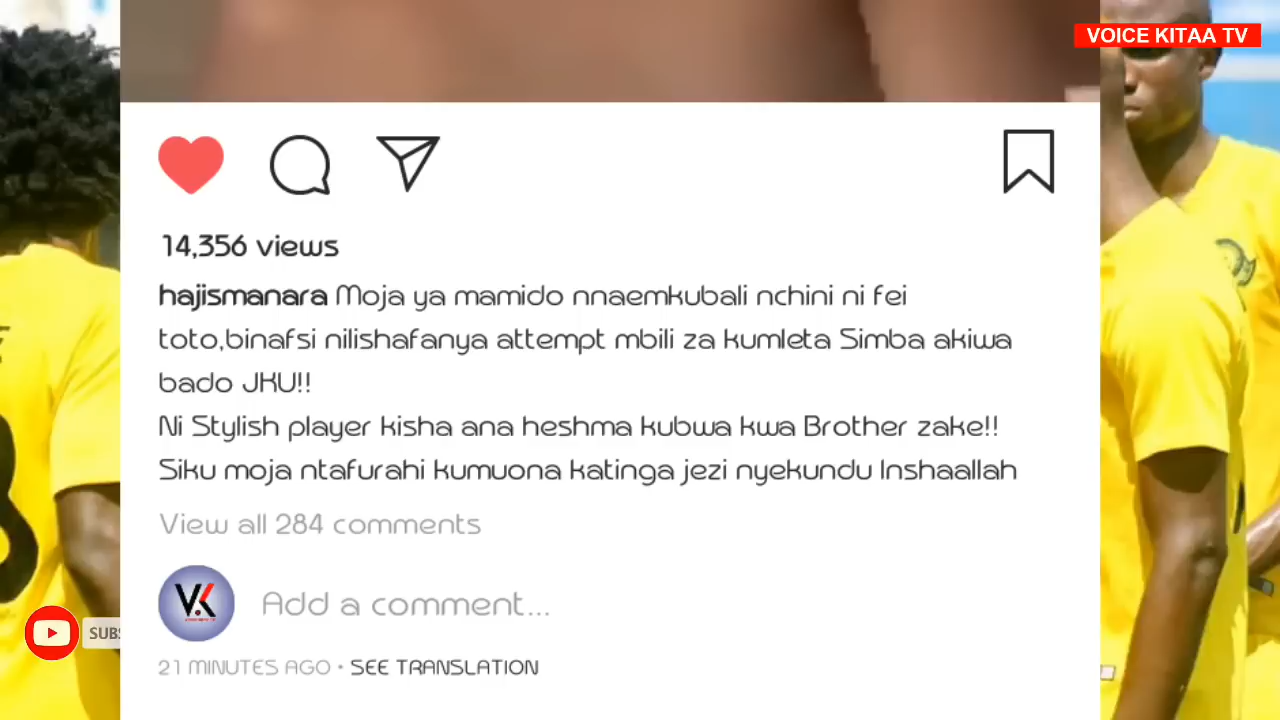 VOICE KITAA TV
14,356 views
hajismanara Moja ya mamido nnaemkubali nchini ni fei
toto,binafsi nilishafanya attempt mbili za kumleta Simba akiwa
bado JKU!!
Ni Stylish player kisha ana heshma kubwa kwa Brother zake!!
Siku moja ntafurahi kumuona katinga jezi nyekundu Inshaallah
View all 284 comments
VK
Add a comment...
SUBS
21 MINUTES AGO • SEE TRANSLATION